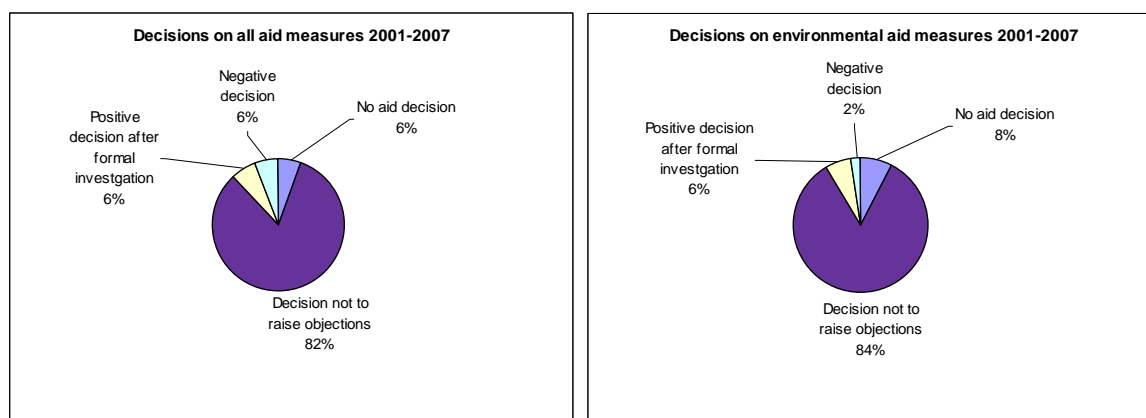 Decisions on all aid measures 2001-2007
Negative
decision
6%
No aid decision
6%
Positive
decision after
formal
investgation
6%
Decision not to
raise objections
82%
Decisions on environmental aid measures 2001-2007
Negative
decision
2%
No aid decision
8%
Positive decision
after formal
investgation
6%
Decision not to
raise objections
84%